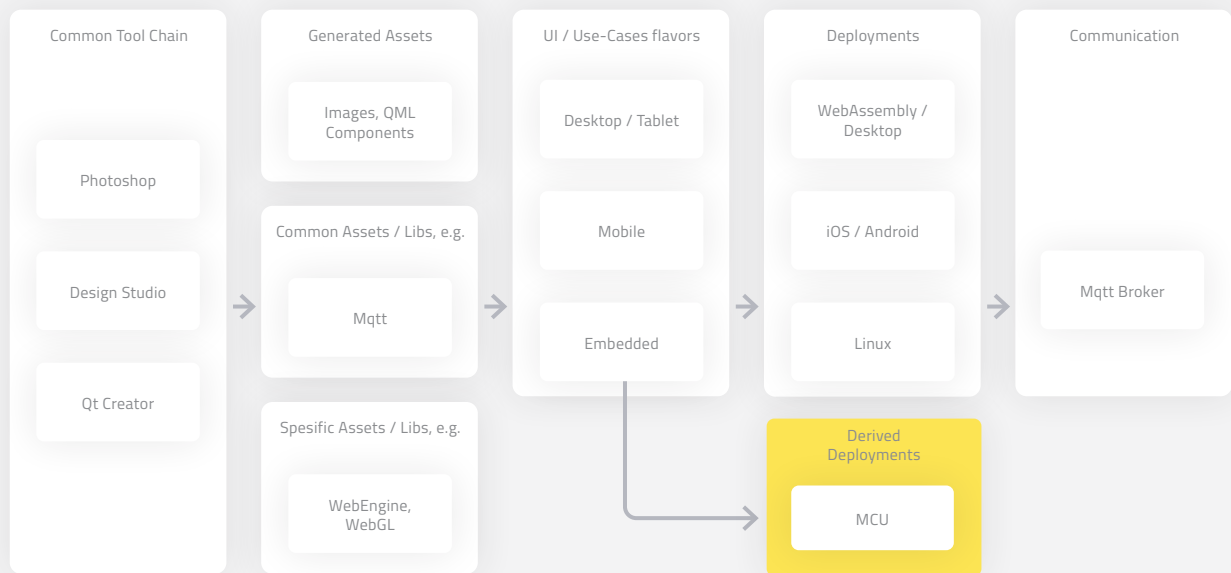 Common Tool Chain
Photoshop
Design Studio
Qt Creator
Generated Assets
Images, QML
Components
Common Assets / Libs, e.g.
Mqtt
Spesific Assets / Libs, e.g.
WebEngine,
WebGL
UI / Use-Cases flavors
Desktop / Tablet
Mobile
Embedded
Deployments
WebAssembly /
Desktop
iOS / Android
Linux
Derived
Deployments
MCU
Communication
Mqtt Broker